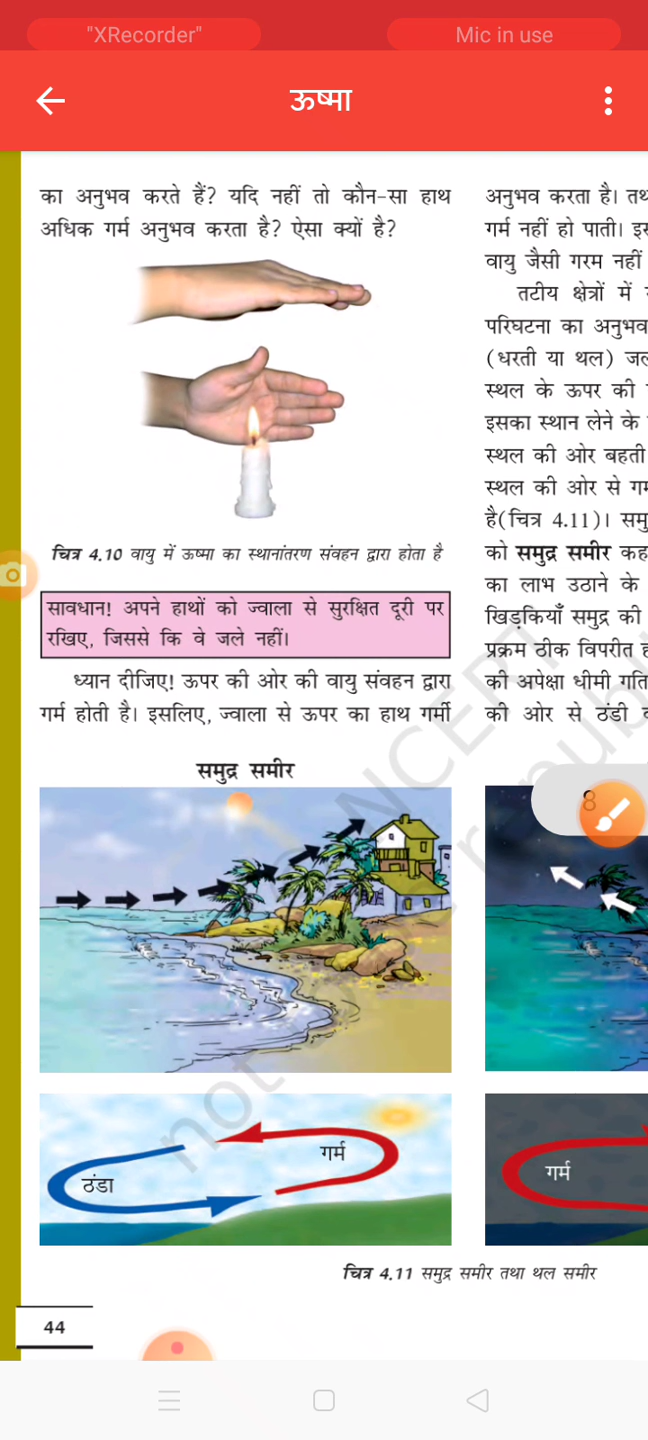 "XRecorder"
Mic in use
ऊष्मा
का अनुभव करते हैं? यदि नहीं तो कौन-सा हाथ
अधिक गर्म अनुभव करता है? ऐसा क्यों है?
चित्र 4.10 वायु में ऊष्मा का स्थानांतरण संवहन द्वारा होता है
सावधान! अपने हाथों को ज्वाला से सुरक्षित दूरी पर
रखिए, जिससे कि वे जले नहीं।
ध्यान दीजिए! ऊपर की ओर की वायु संवहन द्वारा
गर्म होती है। इसलिए, ज्वाला से ऊपर का हाथ गर्मी
अनुभव करता है।
गर्म नहीं हो पाती।
वायु जैसी गरम नहीं
तटीय क्षेत्रों में
परिघटना का अनुभव
(धरती या थल)
स्थल के ऊपर की
इसका स्थान लेने के
स्थल की ओर बहती
स्थल की ओर से
है(चित्र 4.11)।
को समुद्र समीर
का लाभ उठाने के
खिड़कियाँ समुद्र की
प्रक्रम ठीक विपरीत
की अपेक्षा धीमी
की ओर से ठंडी
समुद्र समीर
8
गर्म
ठंडा
गर्म
चित्र 4.11 समुद्र समीर तथा थल समीर
44